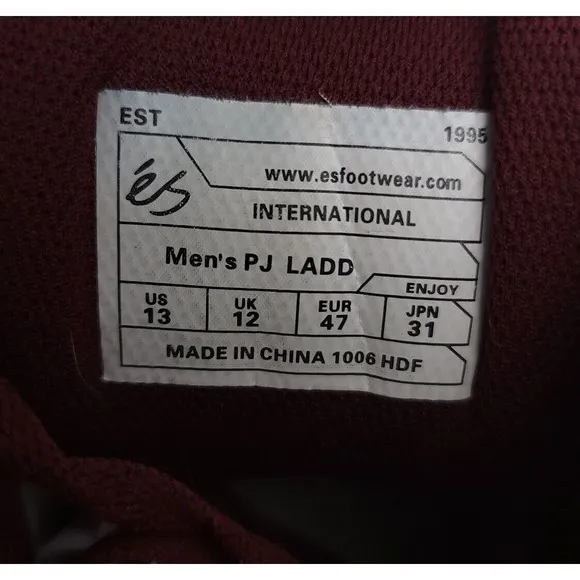 EST 1995
és
www.esfootwear.com
INTERNATIONAL
Men's PJ LADD
ENJOY
US UK EUR JPN
13 12 47 31
MADE IN CHINA 1006 HDF